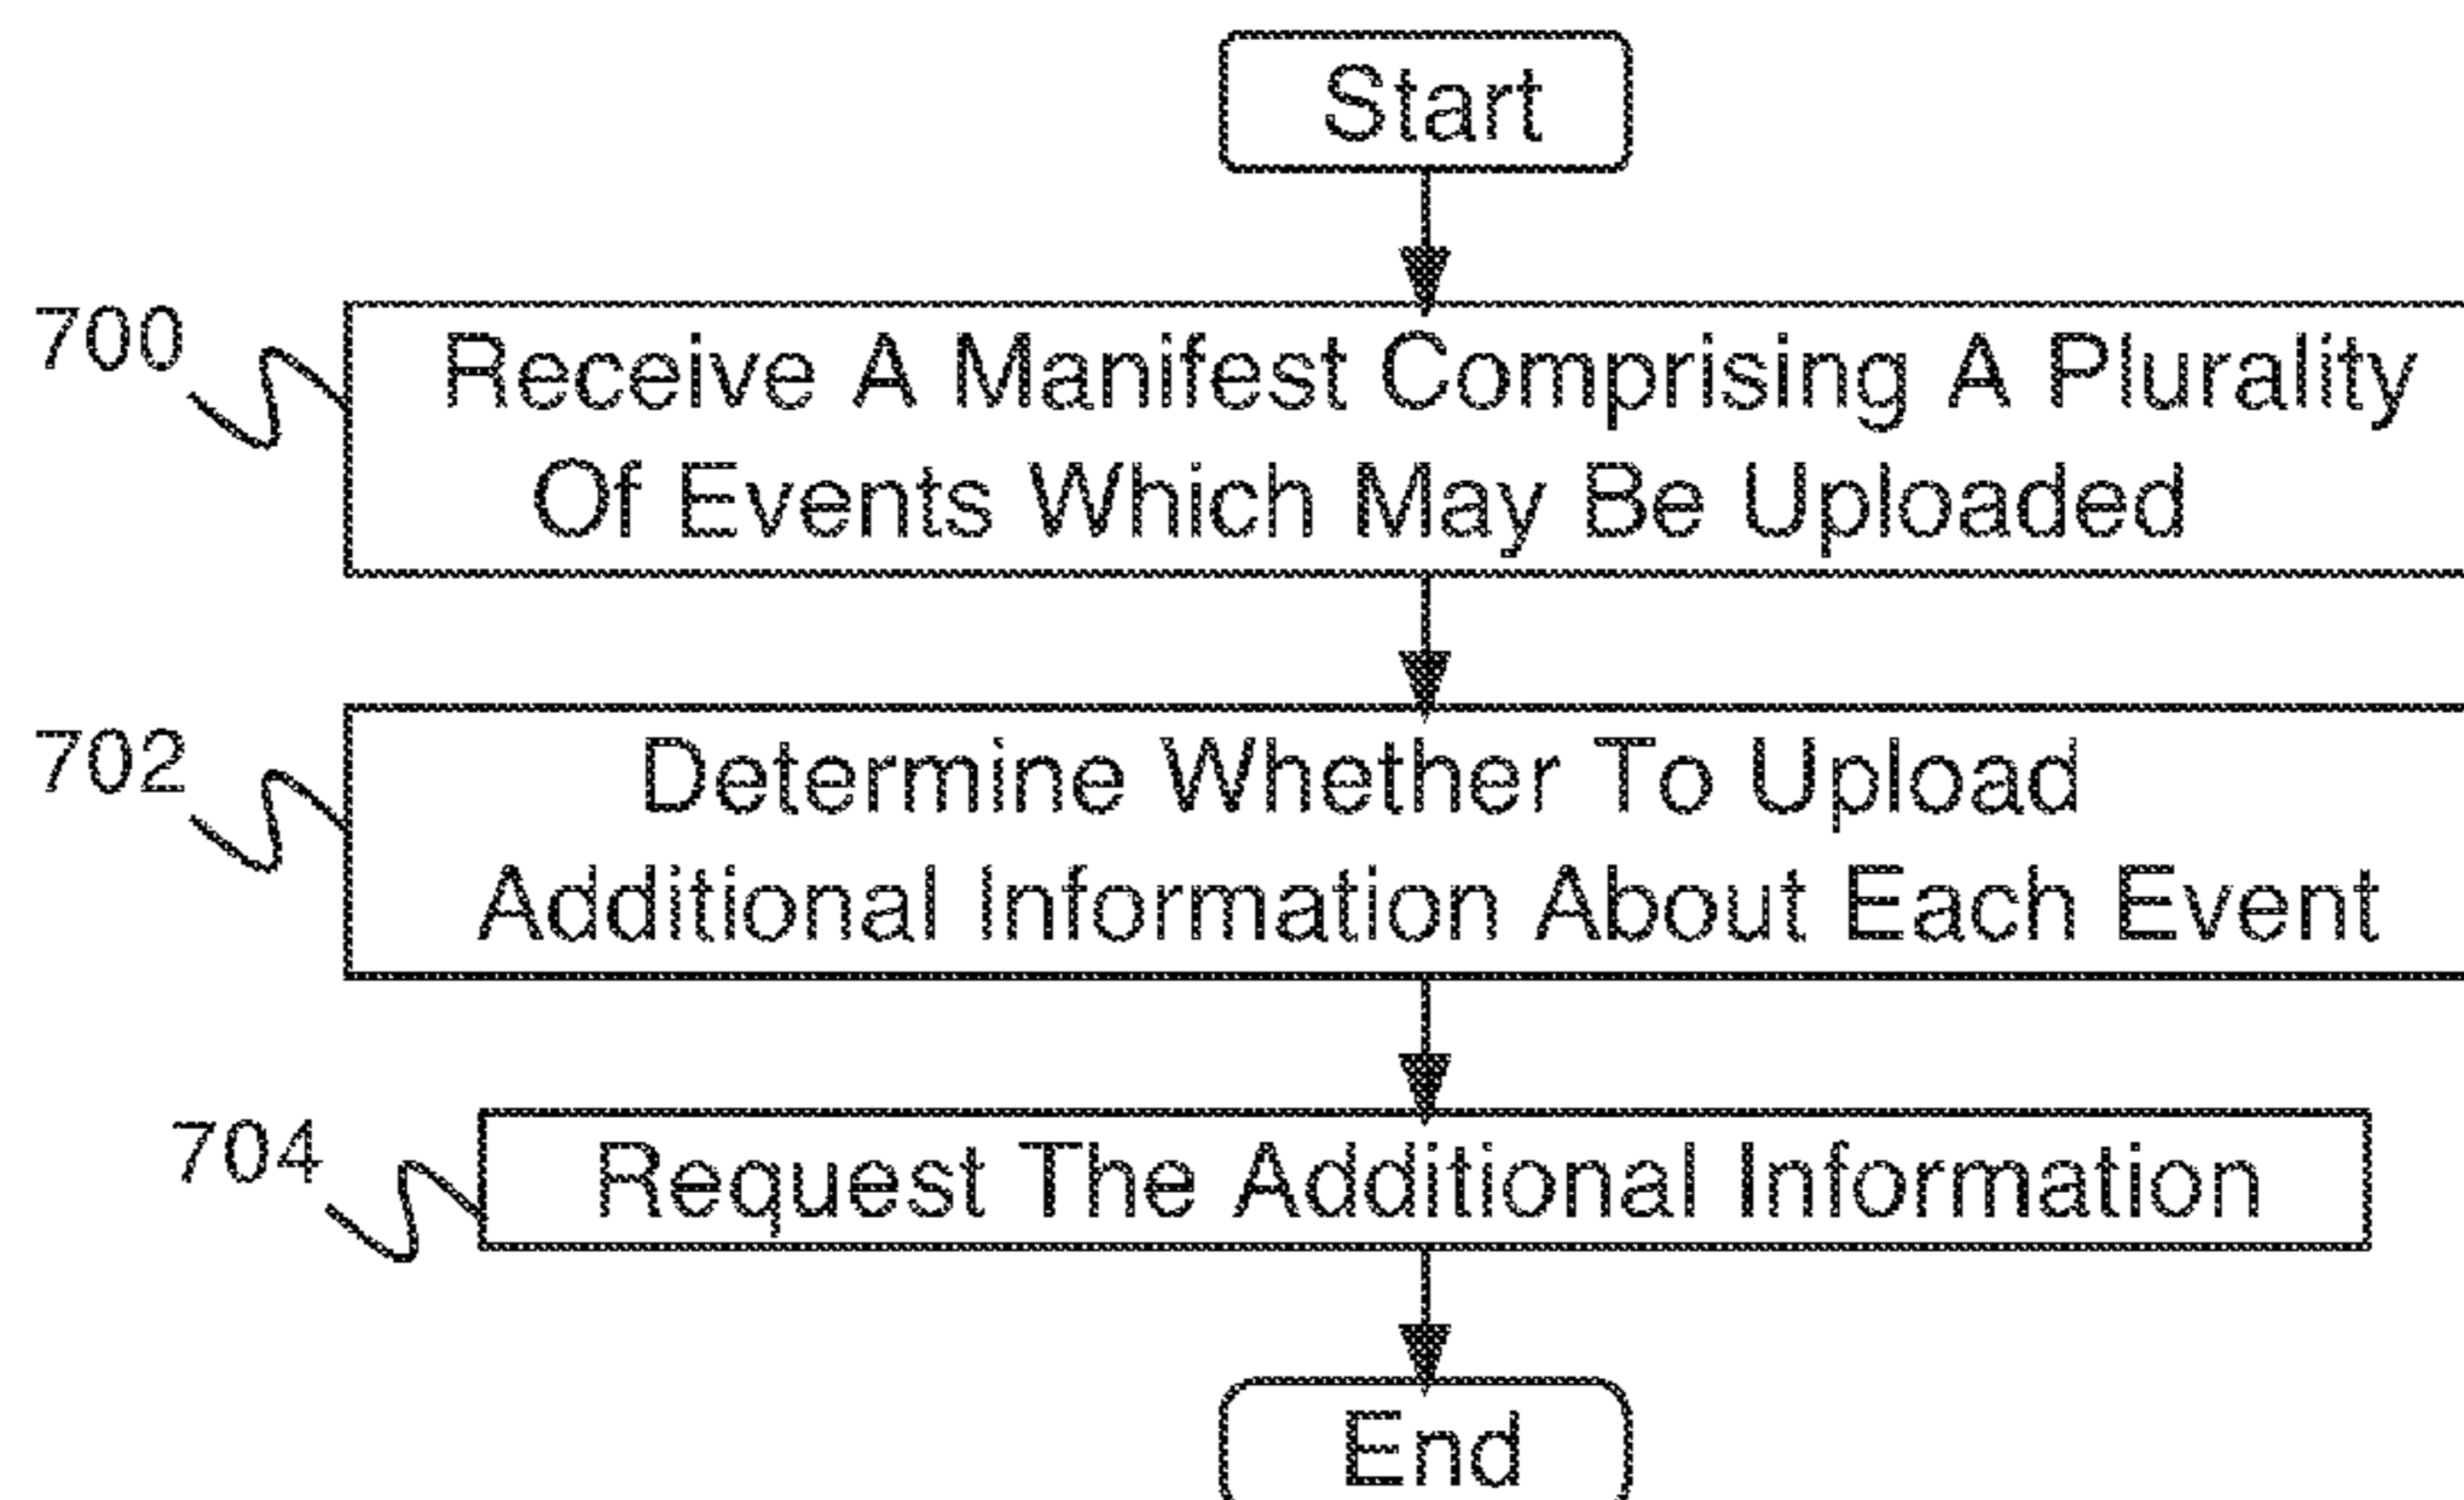 Start
700
Receive A Manifest Comprising A Plurality
Of Events Which May Be Uploaded
702
Determine Whether To Upload
Additional Information About Each Event
704
Request The Additional Information
End